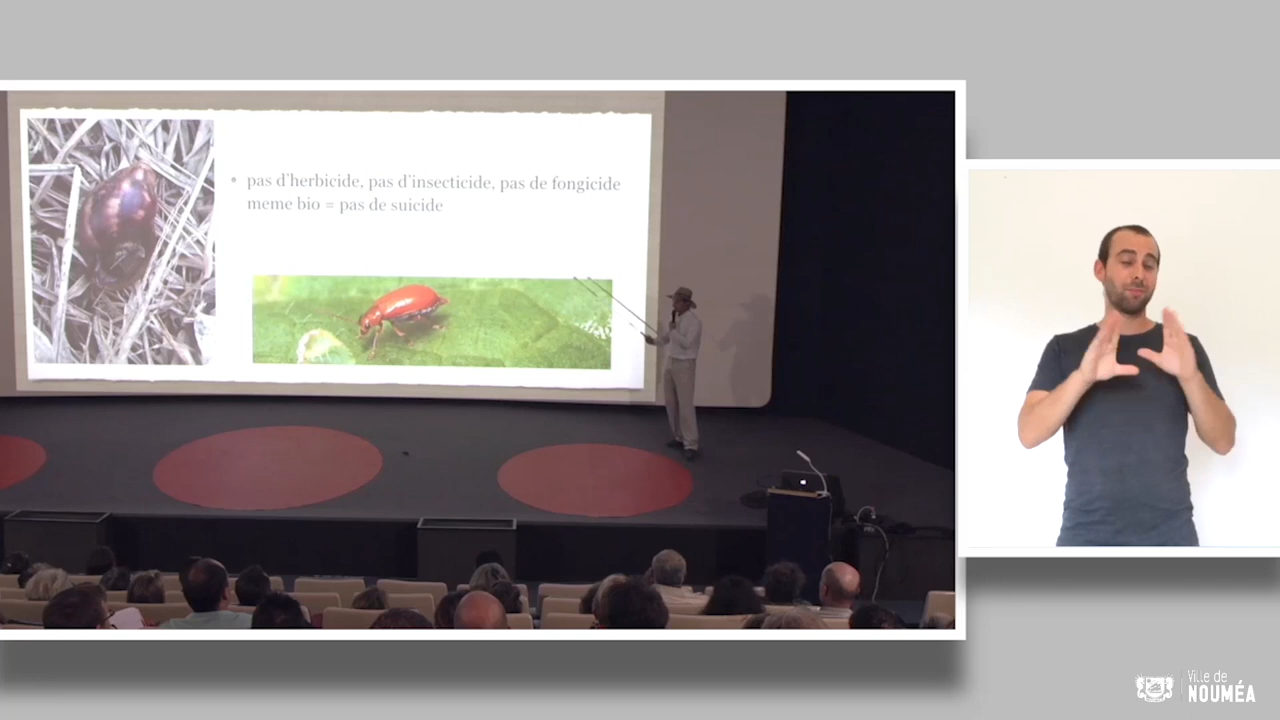 • pas d'herbicide, pas d'insecticide, pas de fongicide
meme bio = pas de suicide
Ville de
NOUMÉA